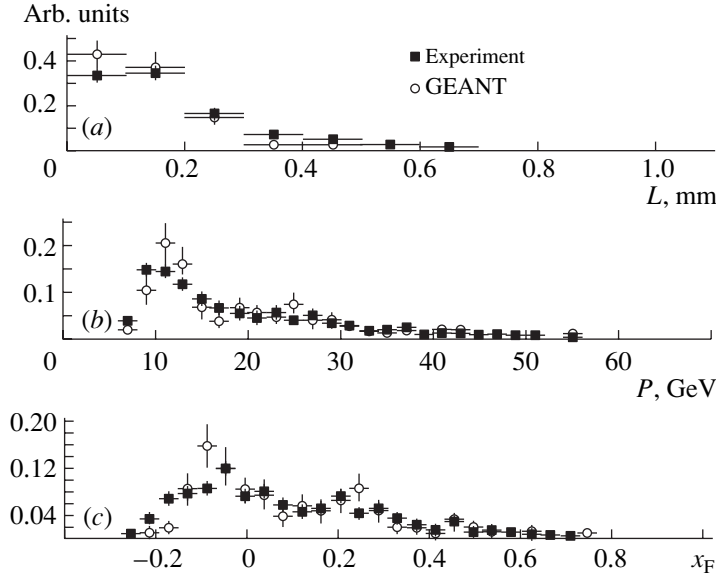 Arb. units
0.4
Experiment
GEANT
0.2
(a)
0 0.2 0.4 0.6 0.8 1.0
L, mm
0.2
0.1
(b)
0 10 20 30 40 50 60
P, GeV
0.20
0.12
0.04
(c)
−0.2 0 0.2 0.4 0.6 0.8 x_F